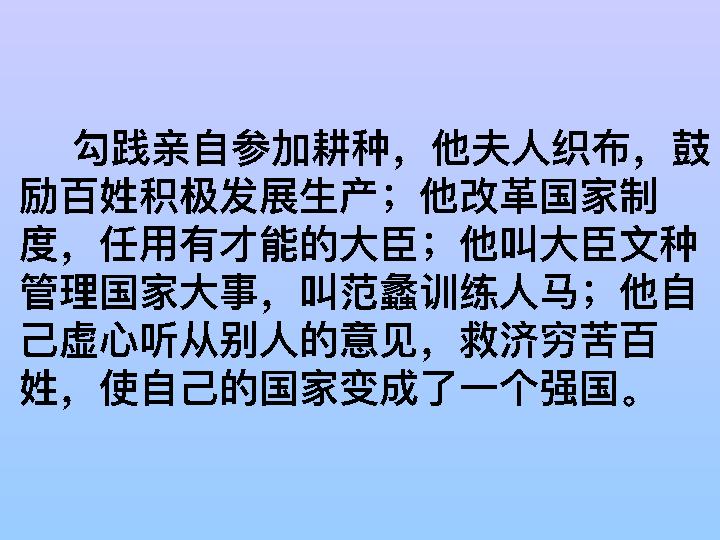 勾践亲自参加耕种，他夫人织布，鼓
励百姓积极发展生产；他改革国家制
度，任用有才能的大臣；他叫大臣文种
管理国家大事，叫范蠡训练人马；他自
己虚心听从别人的意见，救济穷苦百
姓，使自己的国家变成了一个强国。